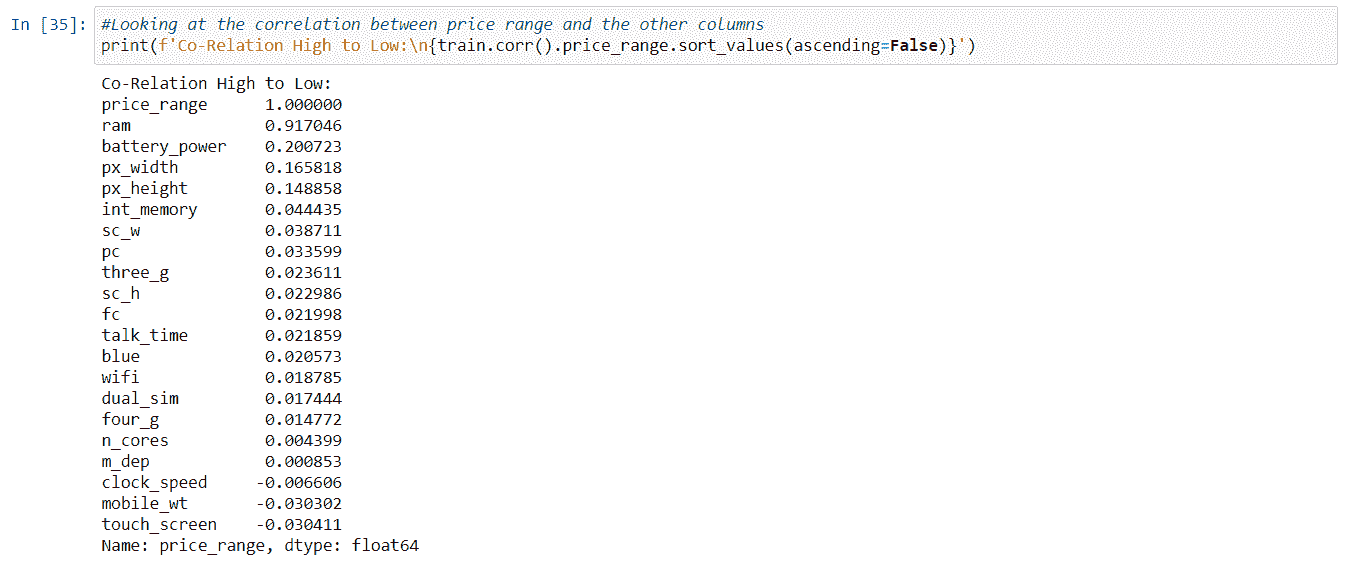 In [35]: #Looking at the correlation between price range and the other columns
print(f'Co-Relation High to Low:\n{train.corr().price_range.sort_values(ascending=False)}')
Co-Relation High to Low:
price_range      1.000000
ram              0.917046
battery_power    0.200723
px_width         0.165818
px_height        0.148858
int_memory       0.044435
sc_w             0.038711
pc               0.033599
three_g          0.023611
sc_h             0.022986
fc               0.021998
talk_time        0.021859
blue             0.020573
wifi             0.018785
dual_sim         0.017444
four_g           0.014772
n_cores          0.004399
m_dep            0.000853
clock_speed     -0.006606
mobile_wt       -0.030302
touch_screen    -0.030411
Name: price_range, dtype: float64